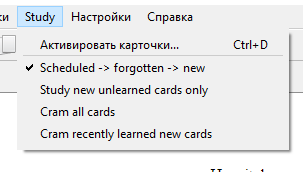 Study Настройки Справка
Активировать карточки... Ctrl+D
Scheduled -> forgotten -> new
Study new unlearned cards only
Cram all cards
Cram recently learned new cards